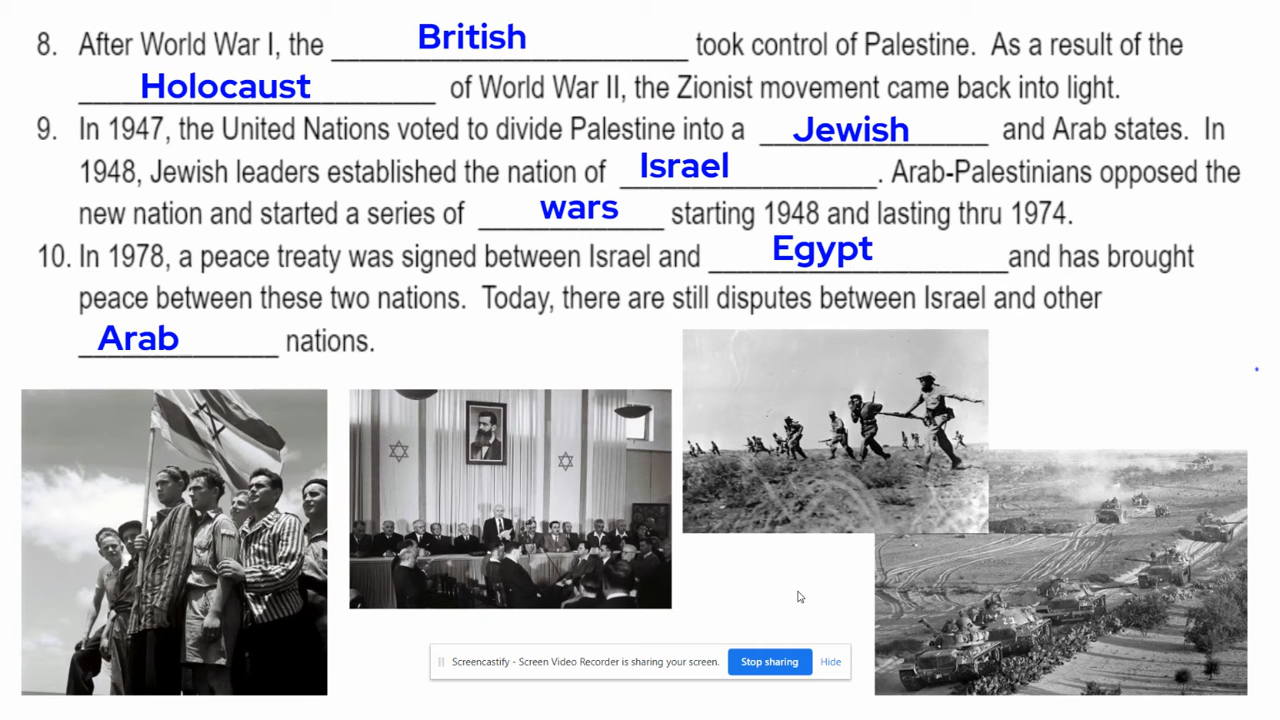 8. After World War I, the British took control of Palestine. As a result of the
Holocaust of World War II, the Zionist movement came back into light.
9. In 1947, the United Nations voted to divide Palestine into a Jewish and Arab states. In
1948, Jewish leaders established the nation of Israel. Arab-Palestinians opposed the
new nation and started a series of wars starting 1948 and lasting thru 1974.
10. In 1978, a peace treaty was signed between Israel and Egypt and has brought
peace between these two nations. Today, there are still disputes between Israel and other
Arab nations.
Screencastify - Screen Video Recorder is sharing your screen. Stop sharing Hide